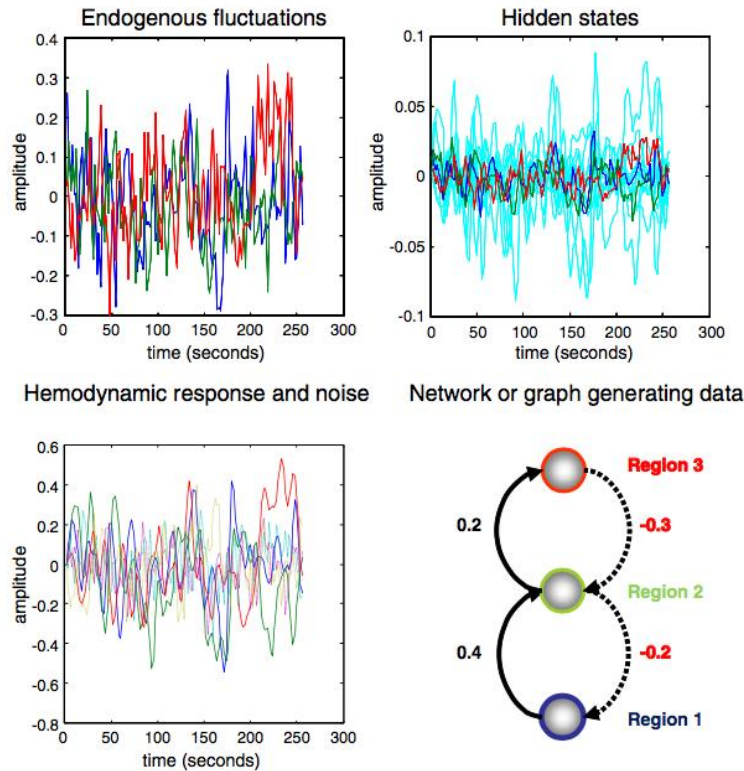 Endogenous fluctuations
0.4
0.3
0.2
0.1
0
-0.1
-0.2
-0.3
amplitude
0 50 100 150 200 250 300
time (seconds)
Hidden states
0.1
0.05
0
-0.05
-0.1
amplitude
0 50 100 150 200 250 300
time (seconds)
Hemodynamic response and noise
0.6
0.4
0.2
0
-0.2
-0.4
-0.6
-0.8
amplitude
0 50 100 150 200 250 300
time (seconds)
Network or graph generating data
Region 3
0.2 -0.3
Region 2
0.4 -0.2
Region 1